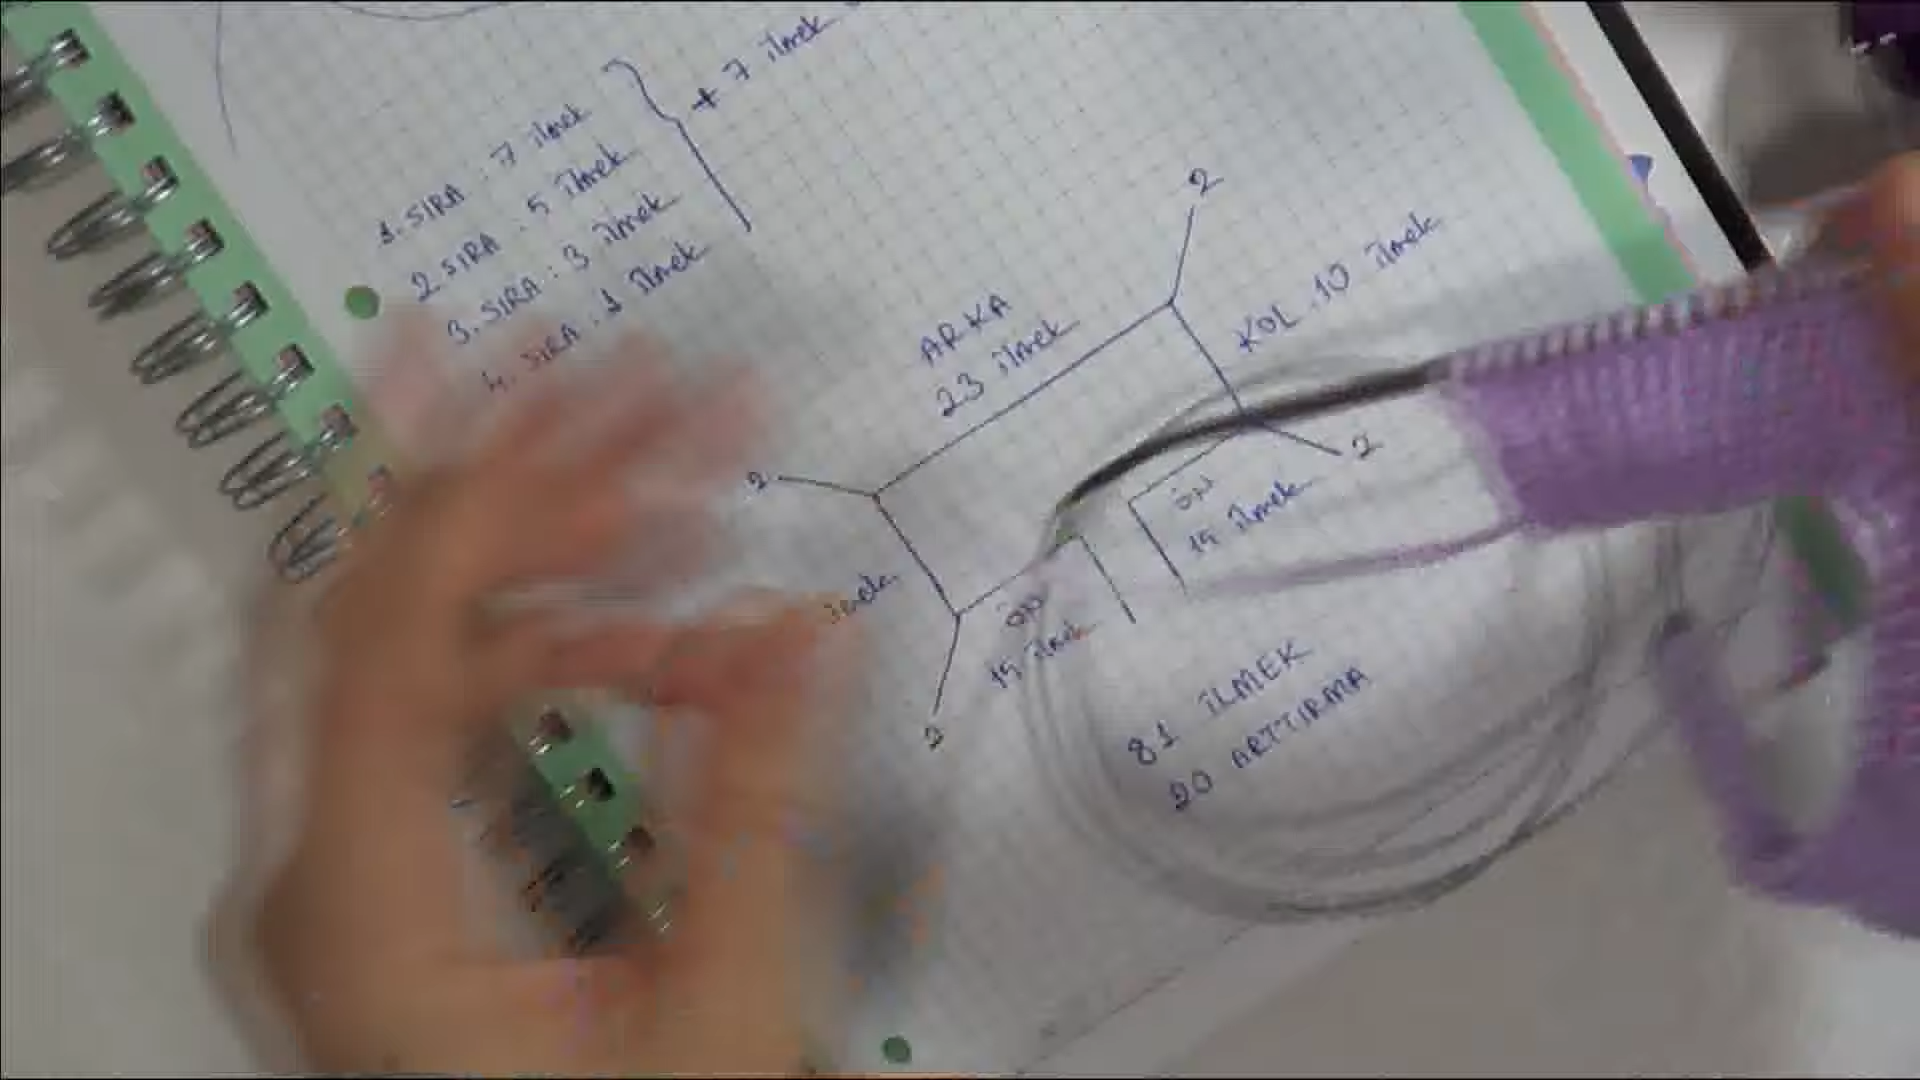 1. SIRA : 7 ilmek
2. SIRA : 5 ilmek
3. SIRA : 3 ilmek
4. SIRA : 1 ilmek
+ 7 ilmek
2
ARKA
23 ilmek
KOL 10 ilmek
2
2
ilmek
ÖN
15 ilmek
ÖN
15 ilmek
2
81 İLMEK
20 ARTTIRMA